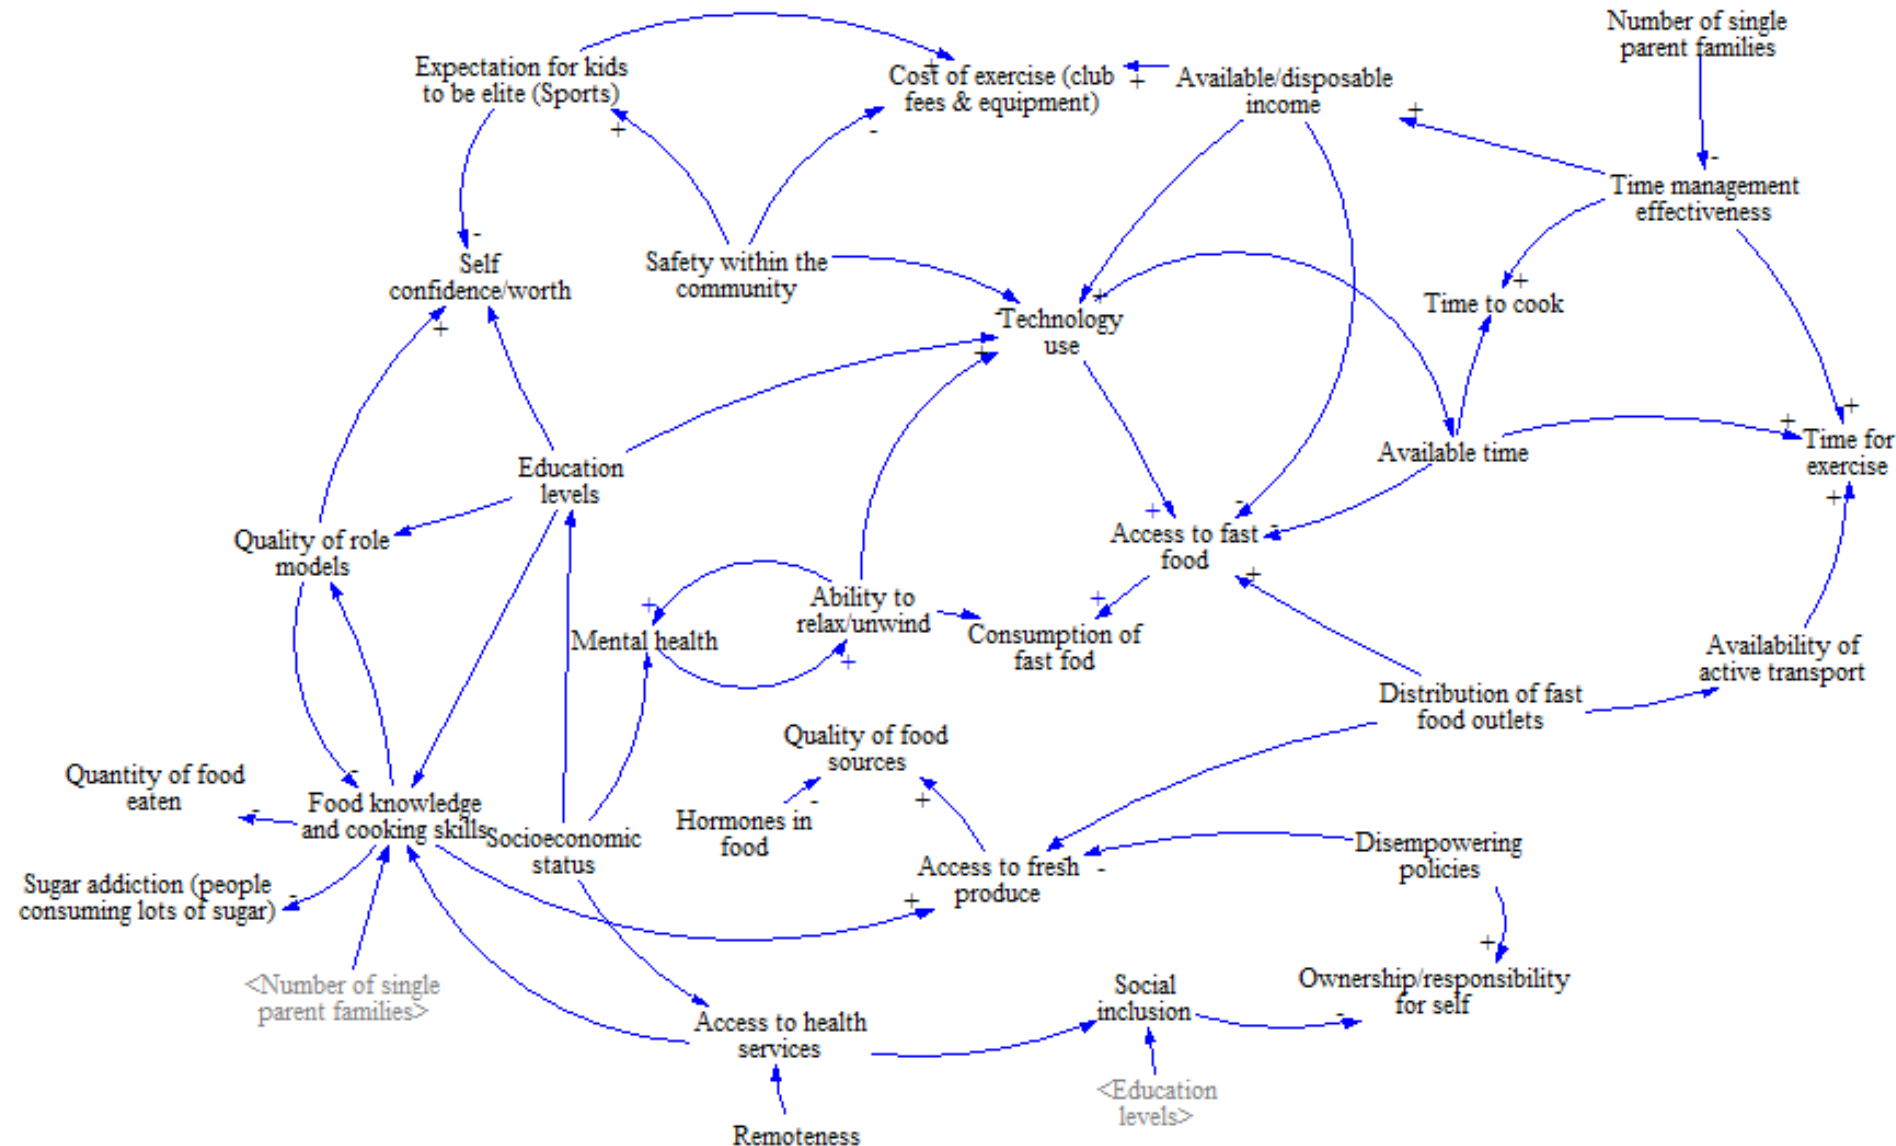 Number of single
parent families
Expectation for kids
to be elite (Sports)
+
Cost of exercise (club
fees & equipment)
+
Available/disposable
income
+
+
-
-
Time management
effectiveness
-
Self
confidence/worth
Safety within the
community
+
Time to cook
+
-
Technology
use
+
+
+
+
Available time
Time for
exercise
Education
levels
+
-
+
-
Access to fast
food
Quality of role
models
+
+
+
Ability to
relax/unwind
Mental health
+
Consumption of
fast fod
Availability of
active transport
Distribution of fast
food outlets
Quality of food
sources
Quantity of food
eaten
-
-
Food knowledge
and cooking skills
Socioeconomic
status
-
+
Hormones in
food
Disempowering
policies
Access to fresh
produce
-
-
Sugar addiction (people
consuming lots of sugar)
-
+
+
<Number of single
parent families>
Social
inclusion
Ownership/responsibility
for self
-
Access to health
services
<Education
levels>
Remoteness